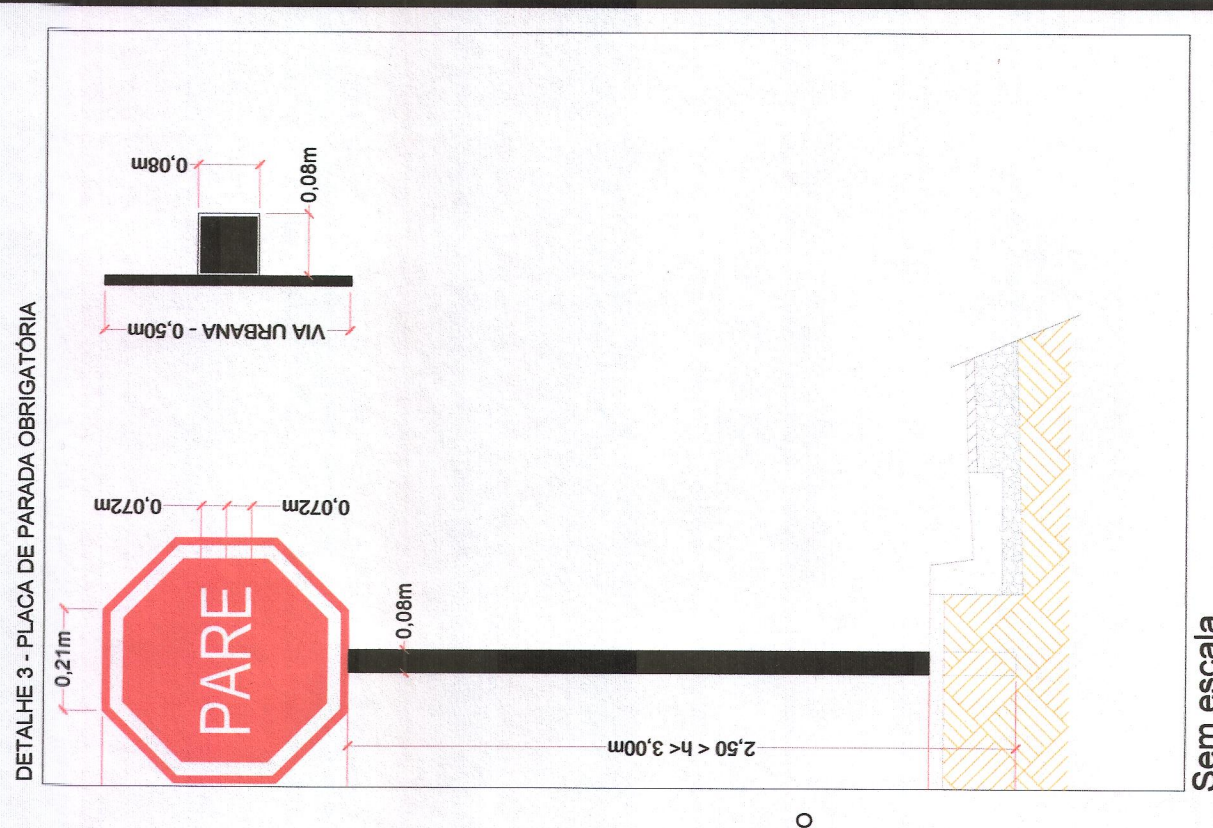 DETALHE 3 - PLACA DE PARADA OBRIGATÓRIA
0,08m
0,08m
VIA URBANA - 0,50m
0,072m
0,072m
0,21m
PARE
0,08m
2,50 < h < 3,00m
O
Sem escala